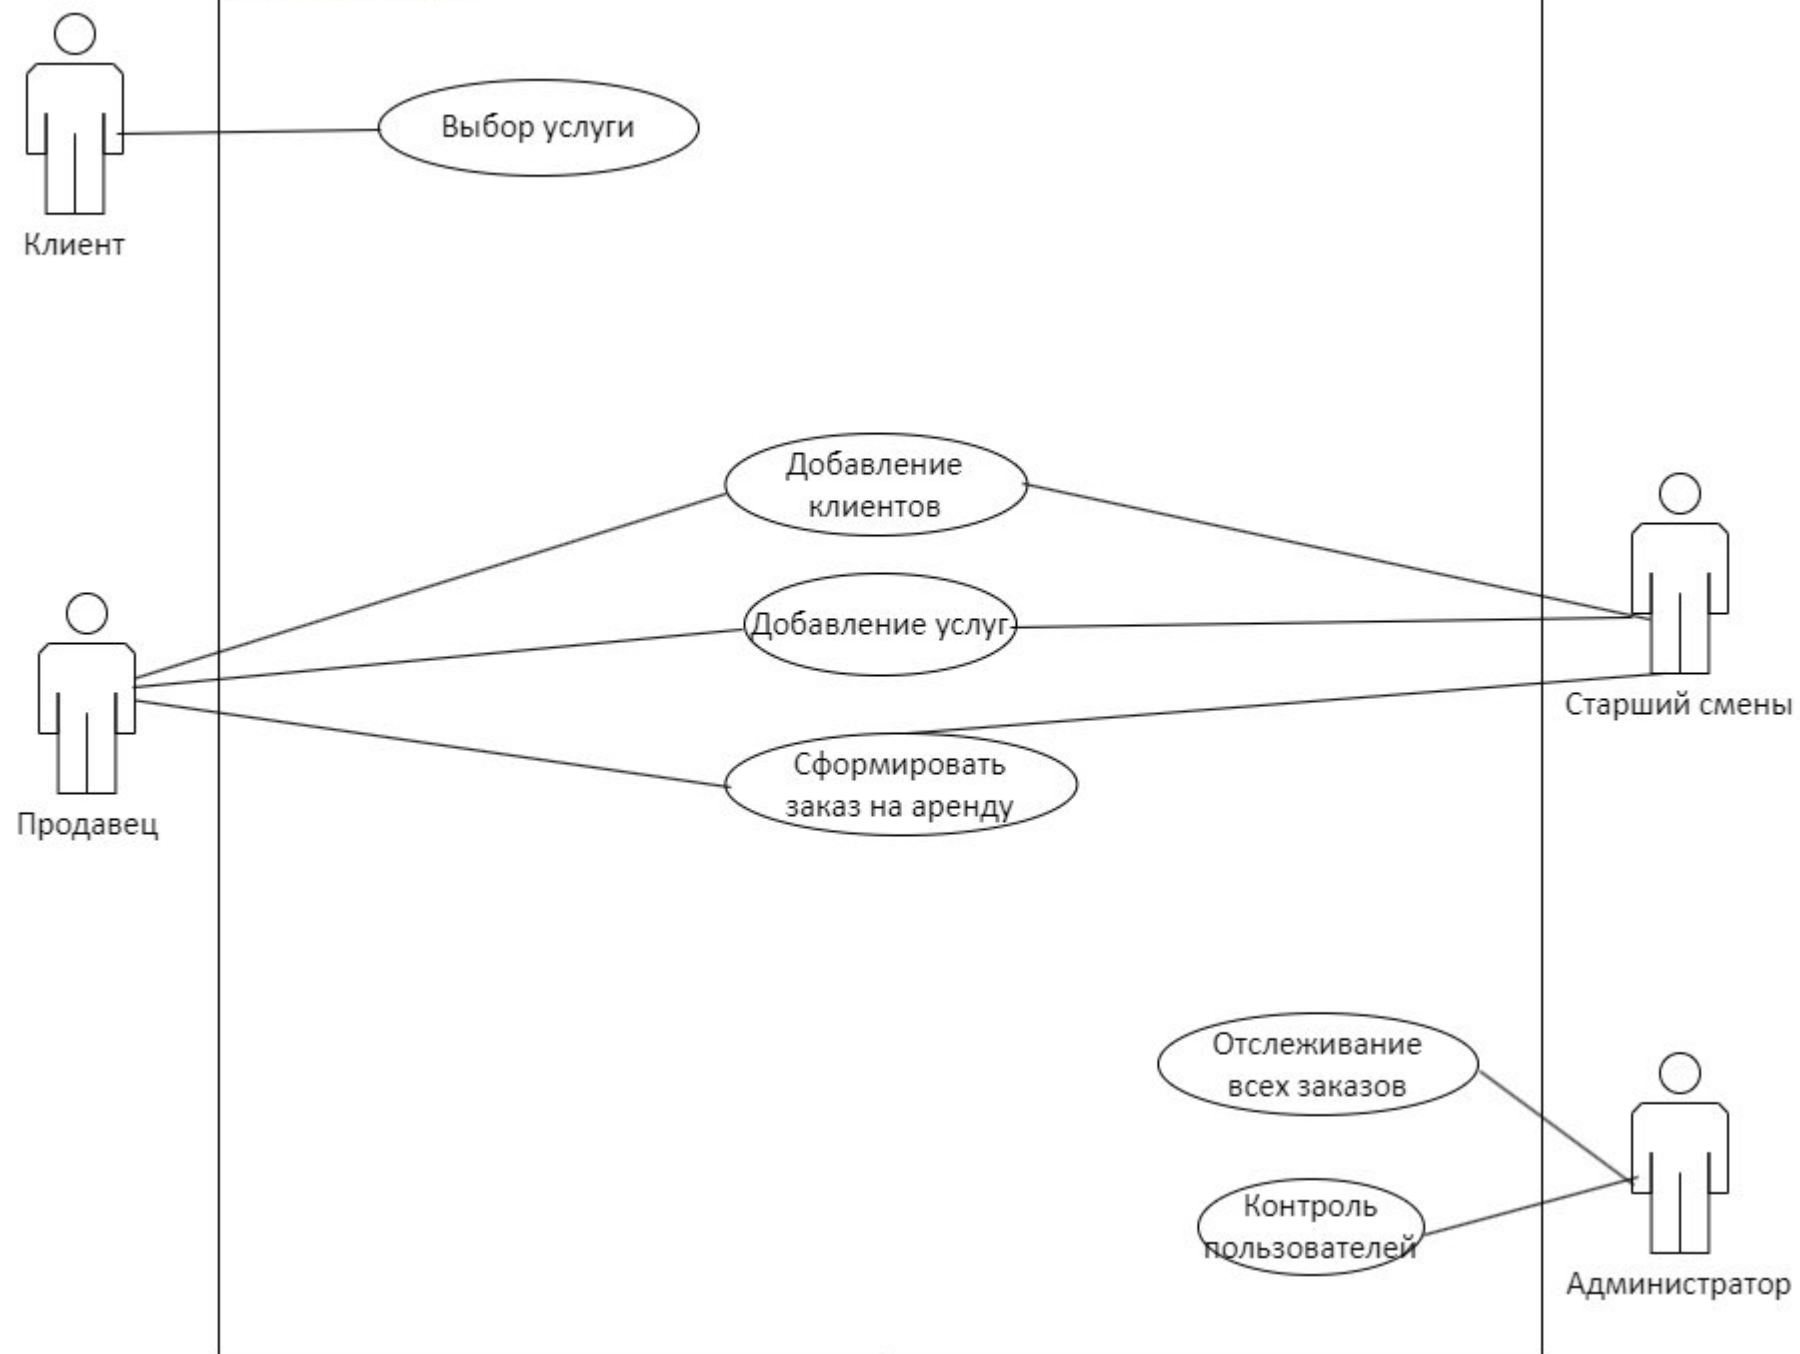 Выбор услуги
Клиент
Добавление
клиентов
Добавление услуг
Старший смены
Сформировать
заказ на аренду
Продавец
Отслеживание
всех заказов
Контроль
пользователей
Администратор